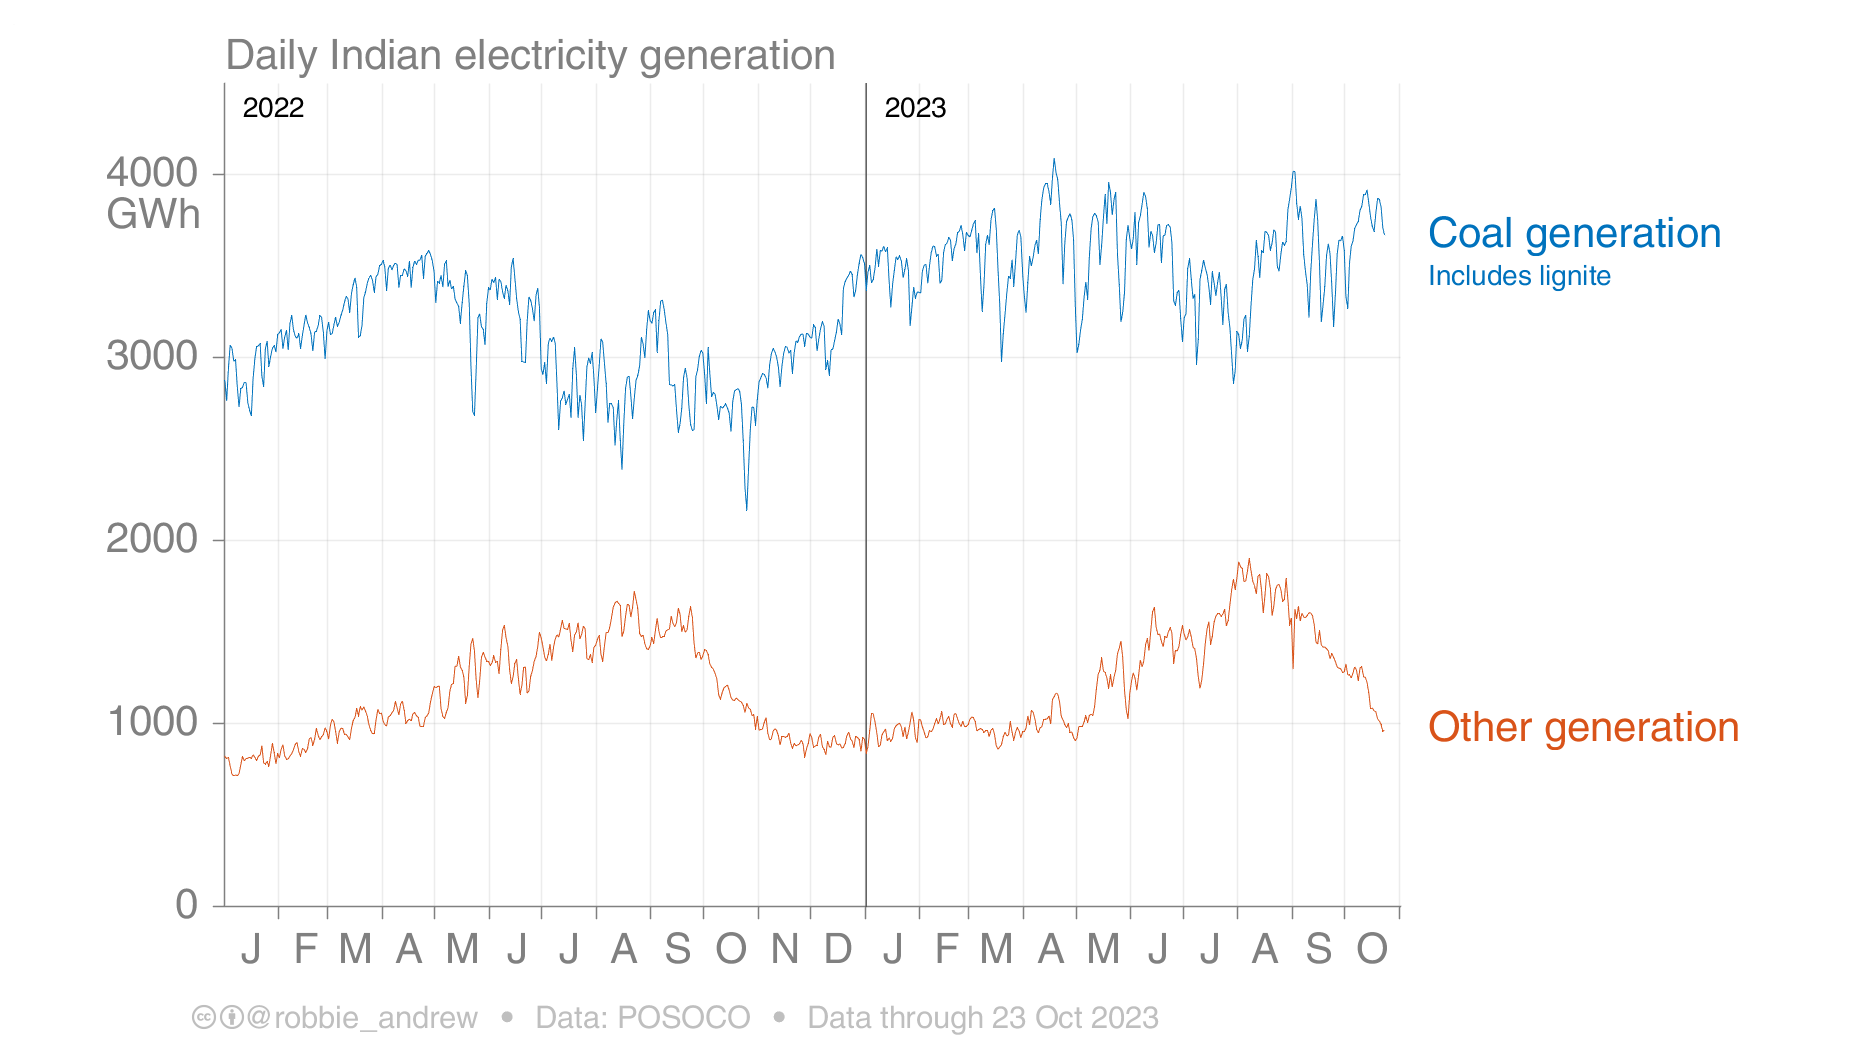 Daily Indian electricity generation
2022
2023
4000
GWh
3000
2000
1000
0
Coal generation
Includes lignite
Other generation
J F M A M J J A S O N D J F M A M J J A S O
@robbie_andrew • Data: POSOCO • Data through 23 Oct 2023